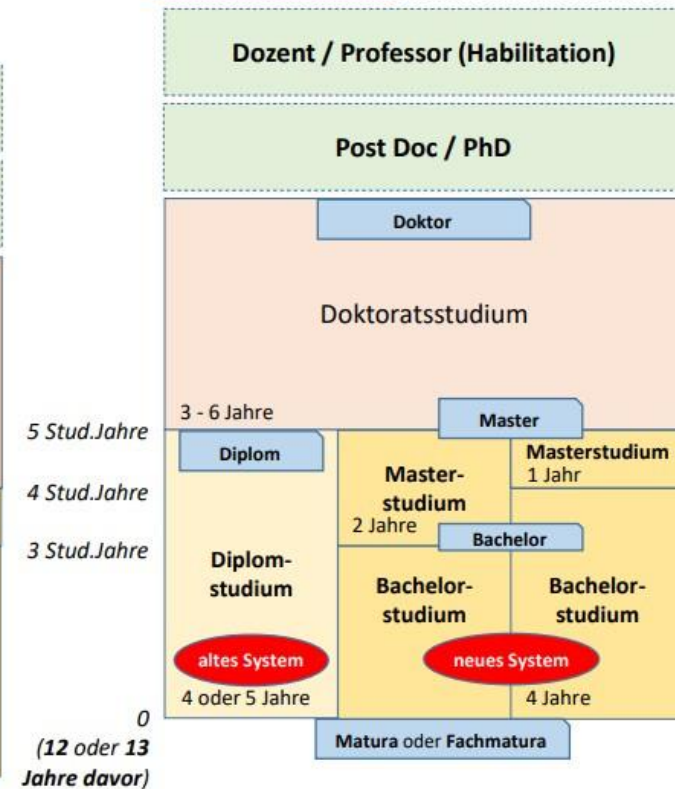 Dozent / Professor (Habilitation)
Post Doc / PhD
Doktor
Doktoratsstudium
3 - 6 Jahre
5 Stud.Jahre
Master
Diplom
Master-
studium
2 Jahre
Masterstudium
1 Jahr
4 Stud.Jahre
3 Stud.Jahre
Bachelor
Diplom-
studium
Bachelor-
studium
Bachelor-
studium
altes System
neues System
4 oder 5 Jahre
4 Jahre
0
(12 oder 13
Jahre davor)
Matura oder Fachmatura